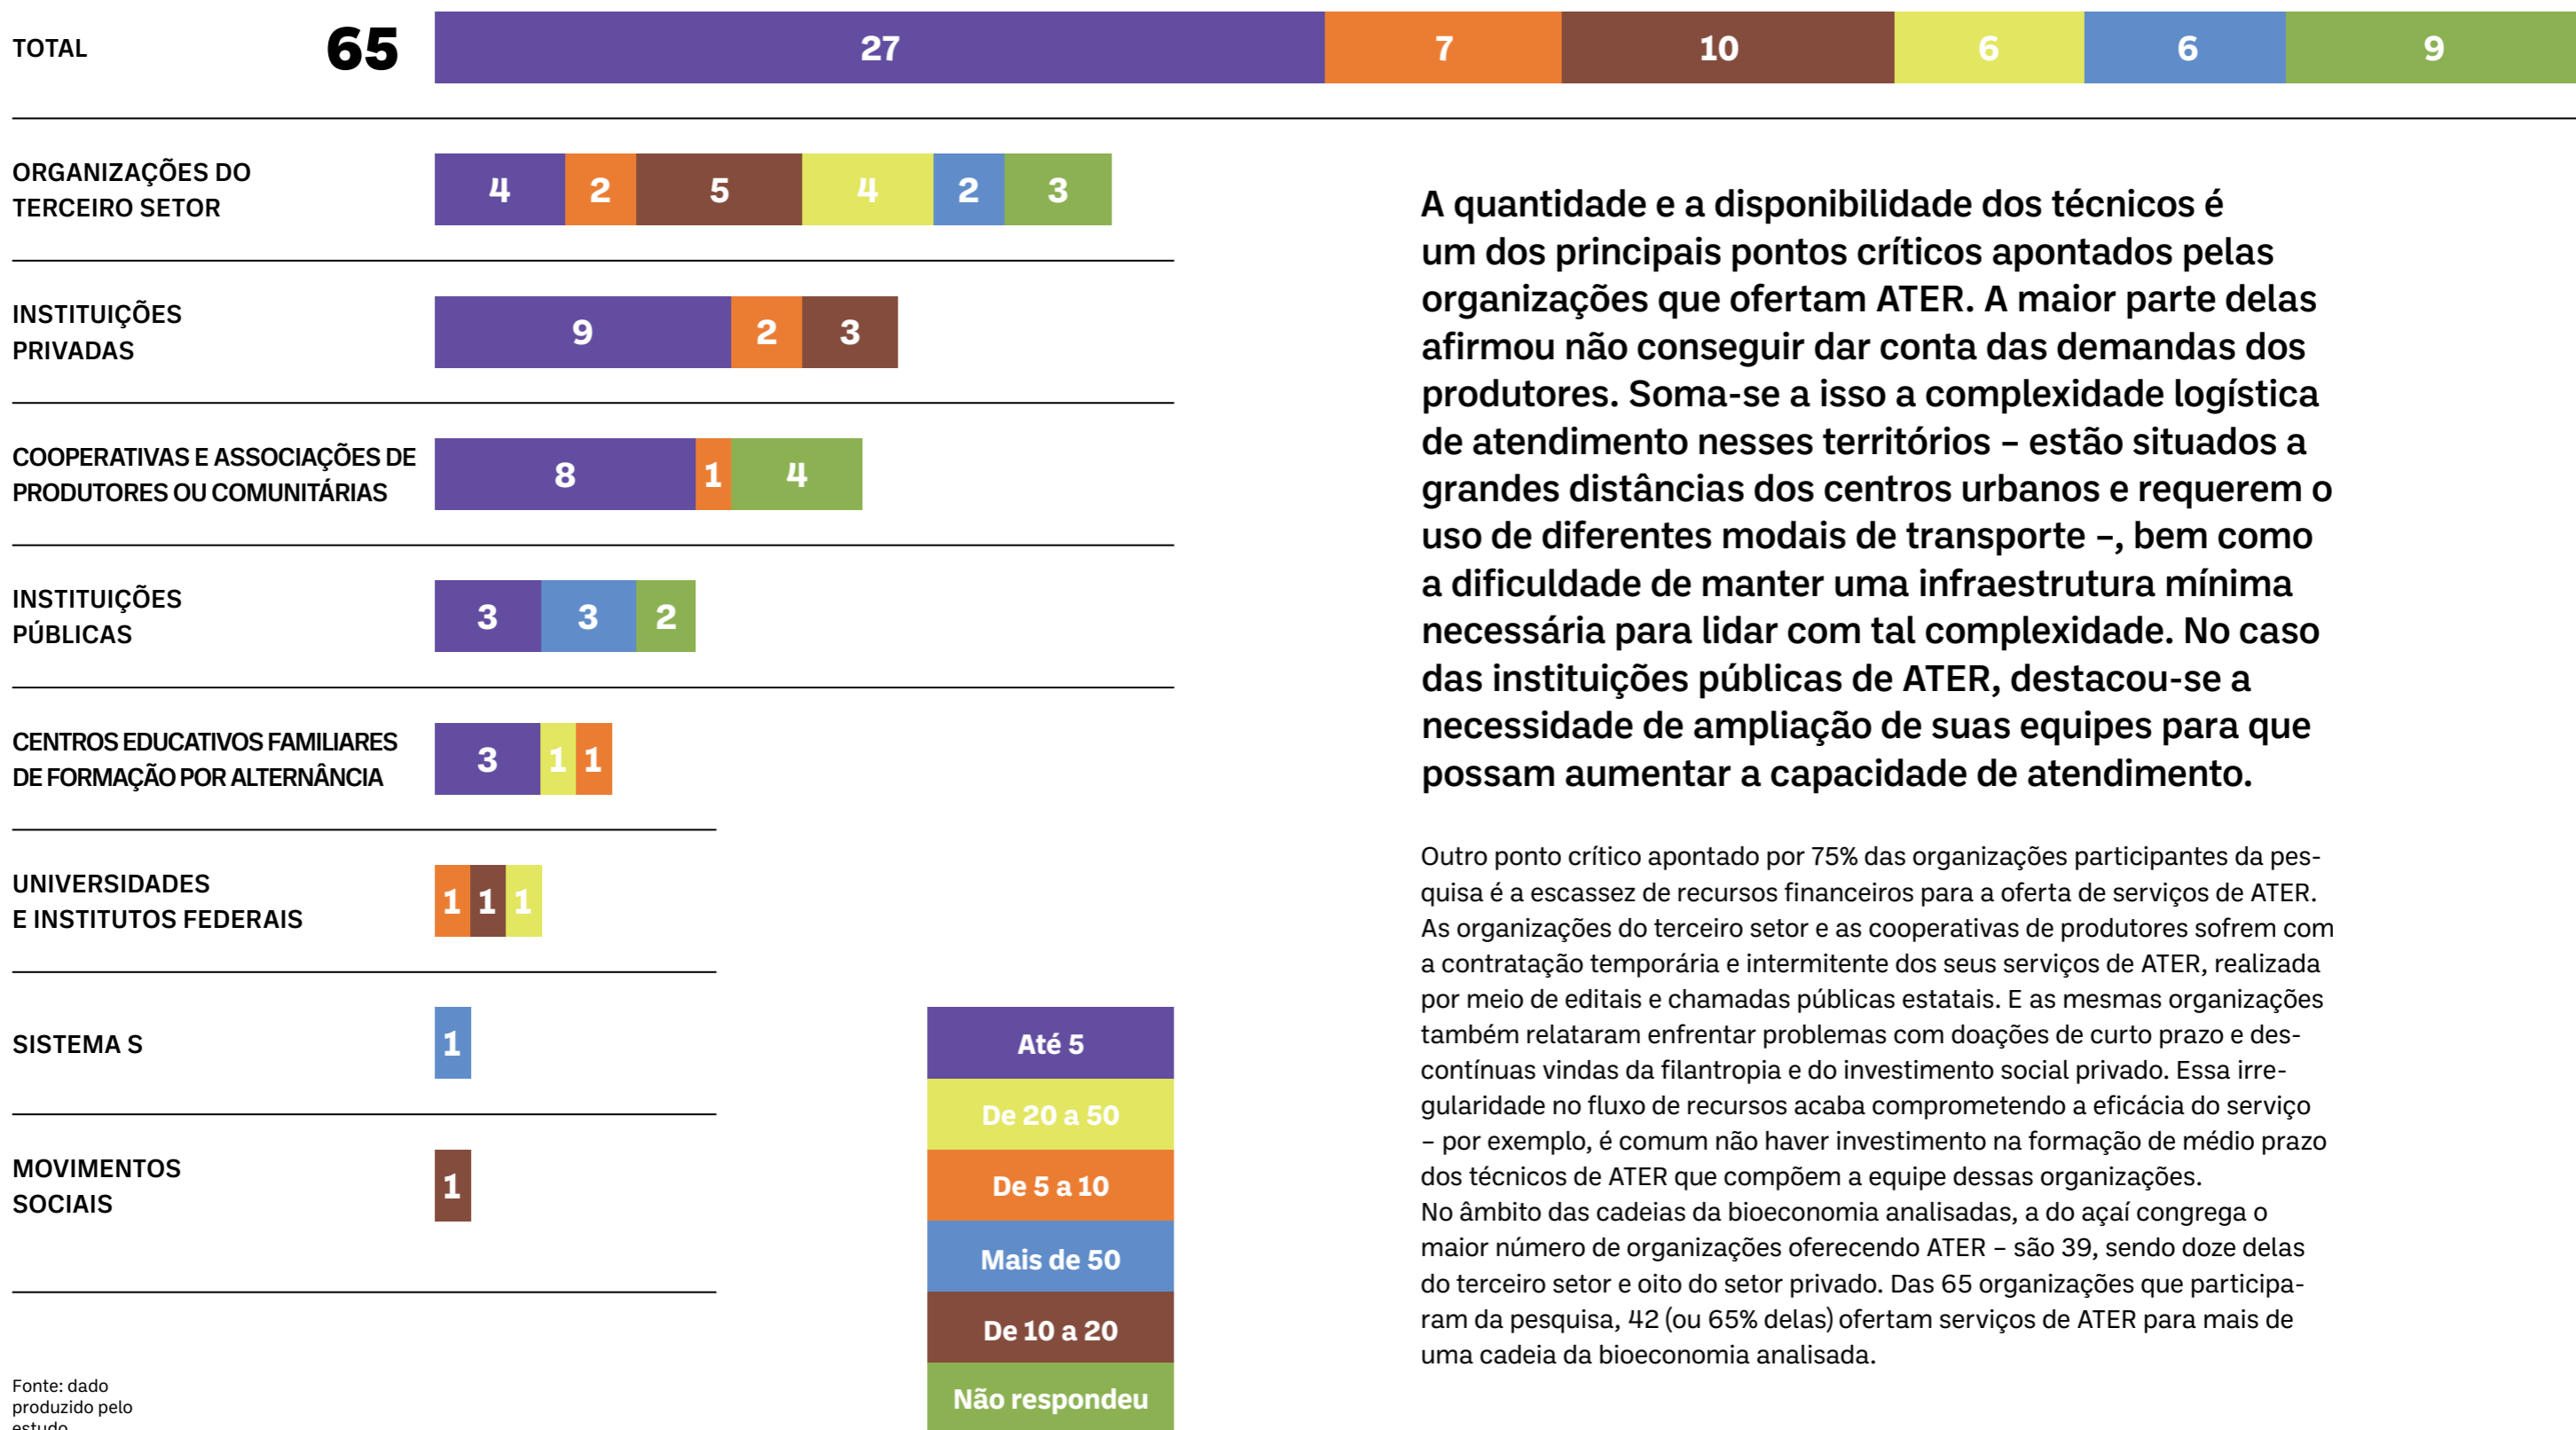 TOTAL 65 27 7 10 6 6 9
ORGANIZAÇÕES DO
TERCEIRO SETOR
4 2 5 4 2 3
INSTITUIÇÕES
PRIVADAS
9 2 3
COOPERATIVAS E ASSOCIAÇÕES DE
PRODUTORES OU COMUNITÁRIAS
8 1 4
INSTITUIÇÕES
PÚBLICAS
3 3 2
CENTROS EDUCATIVOS FAMILIARES
DE FORMAÇÃO POR ALTERNÂNCIA
3 1 1
UNIVERSIDADES
E INSTITUTOS FEDERAIS
1 1 1
SISTEMA S
1
MOVIMENTOS
SOCIAIS
1
Até 5
De 20 a 50
De 5 a 10
Mais de 50
De 10 a 20
Não respondeu
Fonte: dado
produzido pelo
estudo
A quantidade e a disponibilidade dos técnicos é
um dos principais pontos críticos apontados pelas
organizações que ofertam ATER. A maior parte delas
afirmou não conseguir dar conta das demandas dos
produtores. Soma-se a isso a complexidade logística
de atendimento nesses territórios – estão situados a
grandes distâncias dos centros urbanos e requerem o
uso de diferentes modais de transporte –, bem como
a dificuldade de manter uma infraestrutura mínima
necessária para lidar com tal complexidade. No caso
das instituições públicas de ATER, destacou-se a
necessidade de ampliação de suas equipes para que
possam aumentar a capacidade de atendimento.
Outro ponto crítico apontado por 75% das organizações participantes da pes-
quisa é a escassez de recursos financeiros para a oferta de serviços de ATER.
As organizações do terceiro setor e as cooperativas de produtores sofrem com
a contratação temporária e intermitente dos seus serviços de ATER, realizada
por meio de editais e chamadas públicas estatais. E as mesmas organizações
também relataram enfrentar problemas com doações de curto prazo e des-
contínuas vindas da filantropia e do investimento social privado. Essa irre-
gularidade no fluxo de recursos acaba comprometendo a eficácia do serviço
– por exemplo, é comum não haver investimento na formação de médio prazo
dos técnicos de ATER que compõem a equipe dessas organizações.
No âmbito das cadeias da bioeconomia analisadas, a do açaí congrega o
maior número de organizações oferecendo ATER – são 39, sendo doze delas
do terceiro setor e oito do setor privado. Das 65 organizações que participa-
ram da pesquisa, 42 (ou 65% delas) ofertam serviços de ATER para mais de
uma cadeia da bioeconomia analisada.